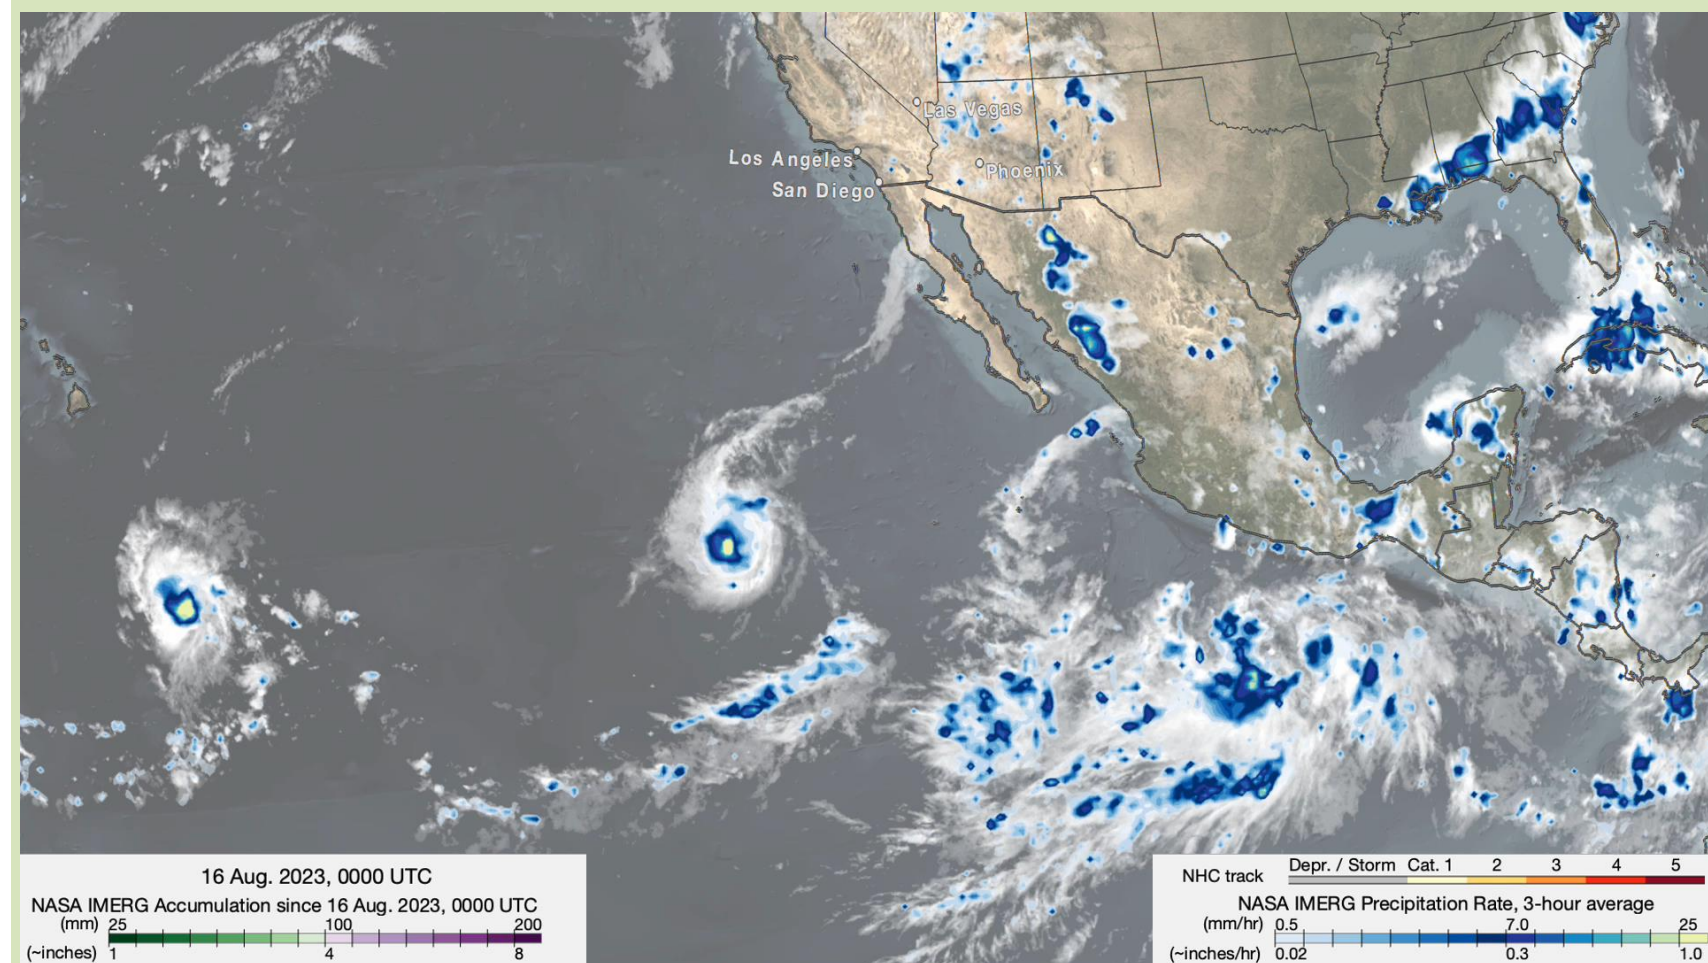 Las Vegas
Los Angeles
Phoenix
San Diego
16 Aug. 2023, 0000 UTC
NASA IMERG Accumulation since 16 Aug. 2023, 0000 UTC
(mm) 25 100 200
(~inches) 1 4 8
Depr. / Storm Cat. 1 2 3 4 5
NHC track
NASA IMERG Precipitation Rate, 3-hour average
(mm/hr) 0.5 7.0 25
(~inches/hr) 0.02 0.3 1.0